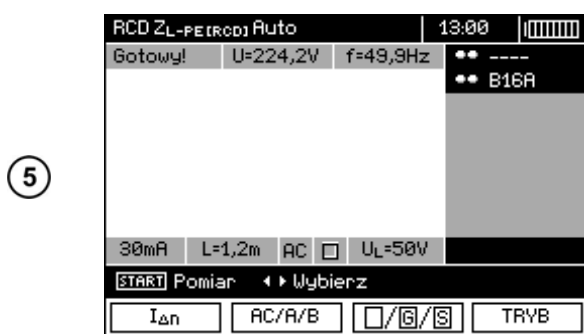 RCD ZL-PE[RCD] Auto 13:00
Gotowy! U=224,2V f=49,9Hz ----
B16A
5
30mA L=1,2m AC UL=50V
START Pomiar Wybierz
IΔn AC/A/B □/G/S TRYB